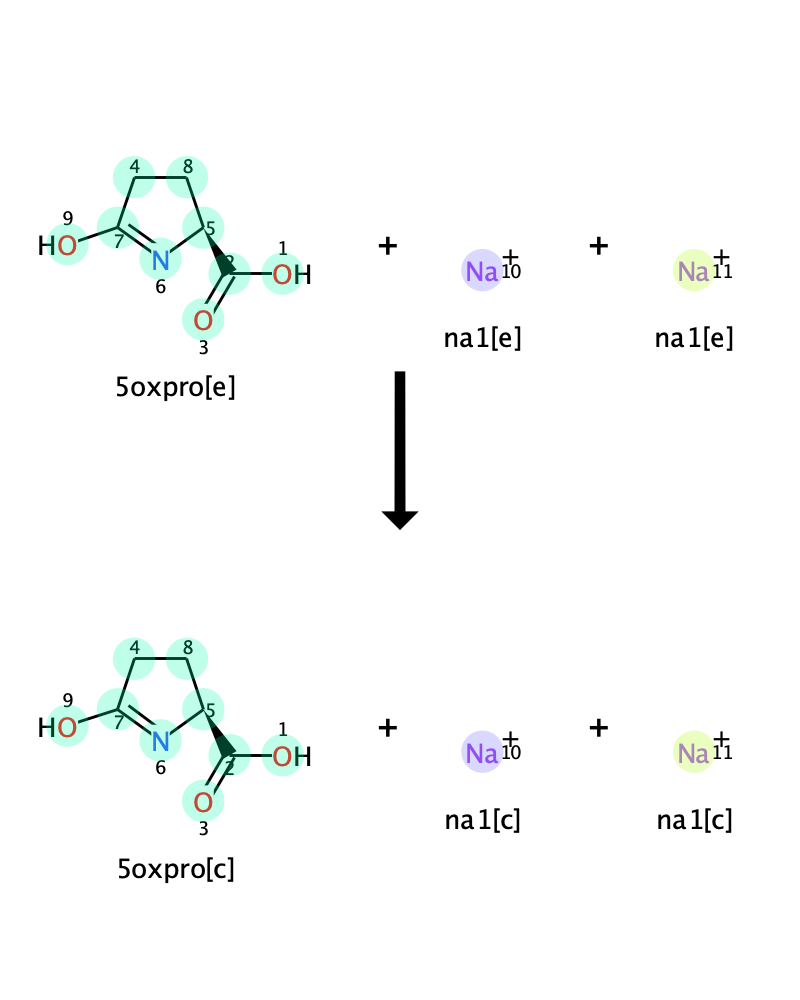 4 8
9
HO 7 N 5 2 1 OH
6
O
3
5oxpro[e]
+
Na+ 10
na1[e]
+
Na+ 11
na1[e]
4 8
9
HO 7 N 5 2 1 OH
6
O
3
5oxpro[c]
+
Na+ 10
na1[c]
+
Na+ 11
na1[c]